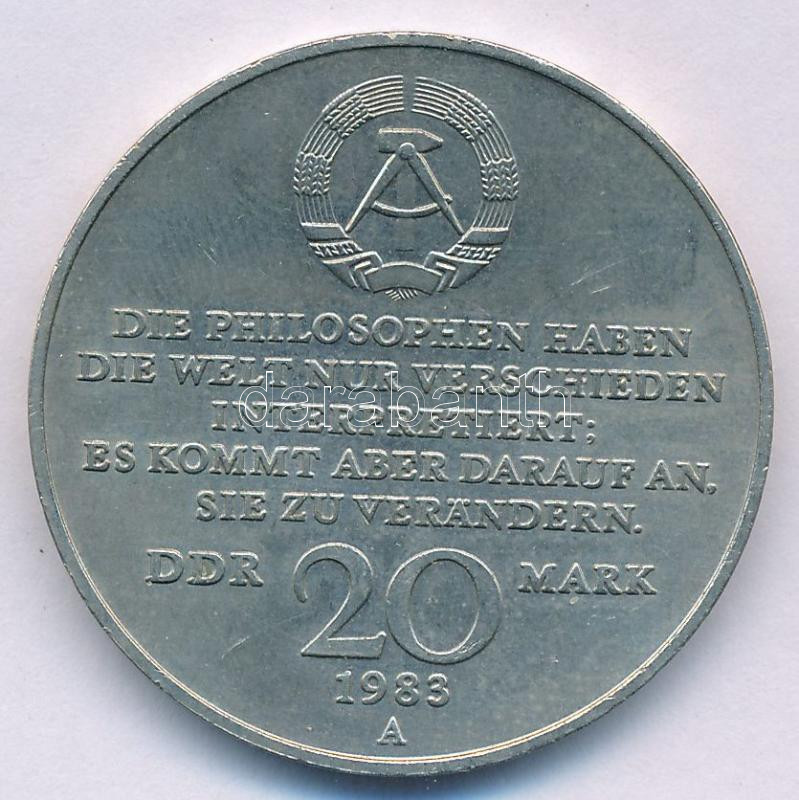 DIE PHILOSOPHEN HABEN
DIE WELT NUR VERSCHIEDEN
darabanth
INTERPRETIERT;
ES KOMMT ABER DARAUF AN,
SIE ZU VERÄNDERN.
DDR 20 MARK
1983
A